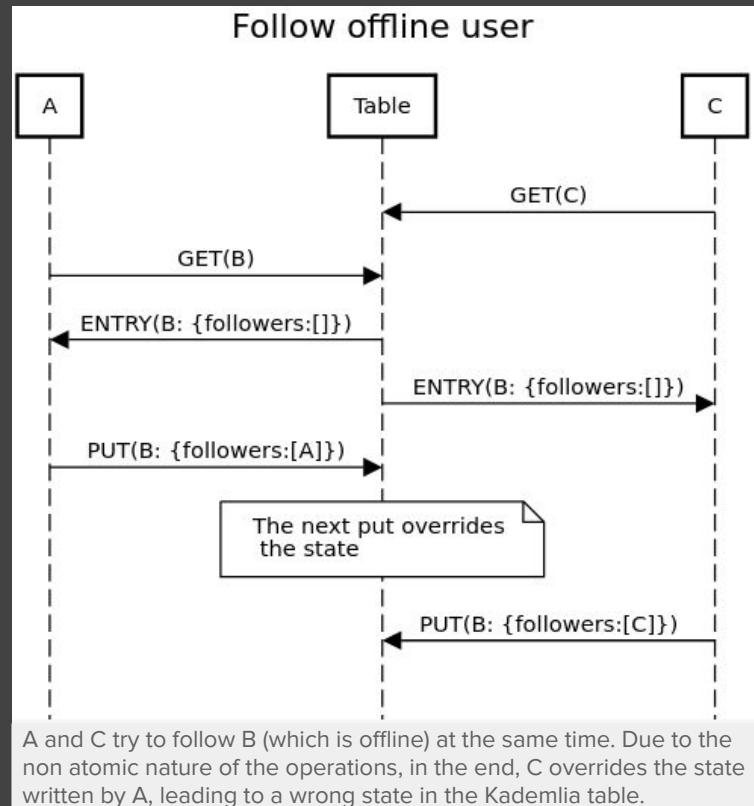 Follow offline user
A
Table
C
GET(C)
GET(B)
ENTRY(B: {followers:[]})
ENTRY(B: {followers:[]})
PUT(B: {followers:[A]})
The next put overrides
the state
PUT(B: {followers:[C]})
A and C try to follow B (which is offline) at the same time. Due to the
non atomic nature of the operations, in the end, C overrides the state
written by A, leading to a wrong state in the Kademlia table.